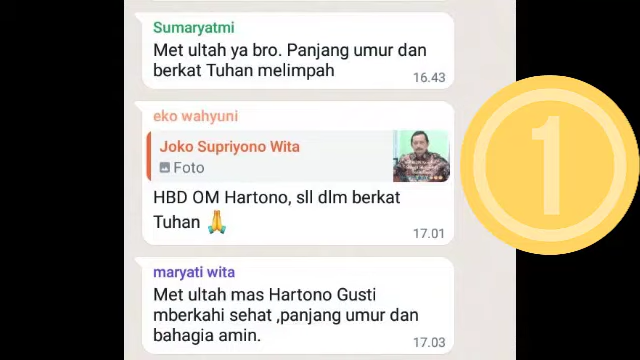 Sumaryatmi
Met ultah ya bro. Panjang umur dan
berkat Tuhan melimpah
16.43
eko wahyuni
Joko Supriyono Wita
Foto
HBD OM Hartono, sll dlm berkat
Tuhan 🙏
17.01
maryati wita
Met ultah mas Hartono Gusti
mberkahi sehat ,panjang umur dan
bahagia amin.
17.03
1